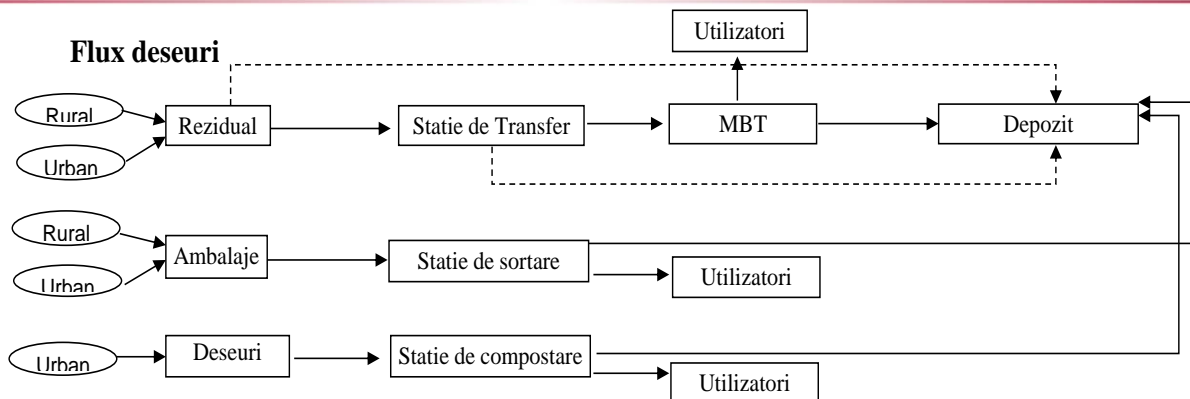 Flux deseuri
Utilizatori
Rural
Urban
Rezidual
Statie de Transfer
MBT
Depozit
Rural
Urban
Ambalaje
Statie de sortare
Utilizatori
Urban
Deseuri
Statie de compostare
Utilizatori